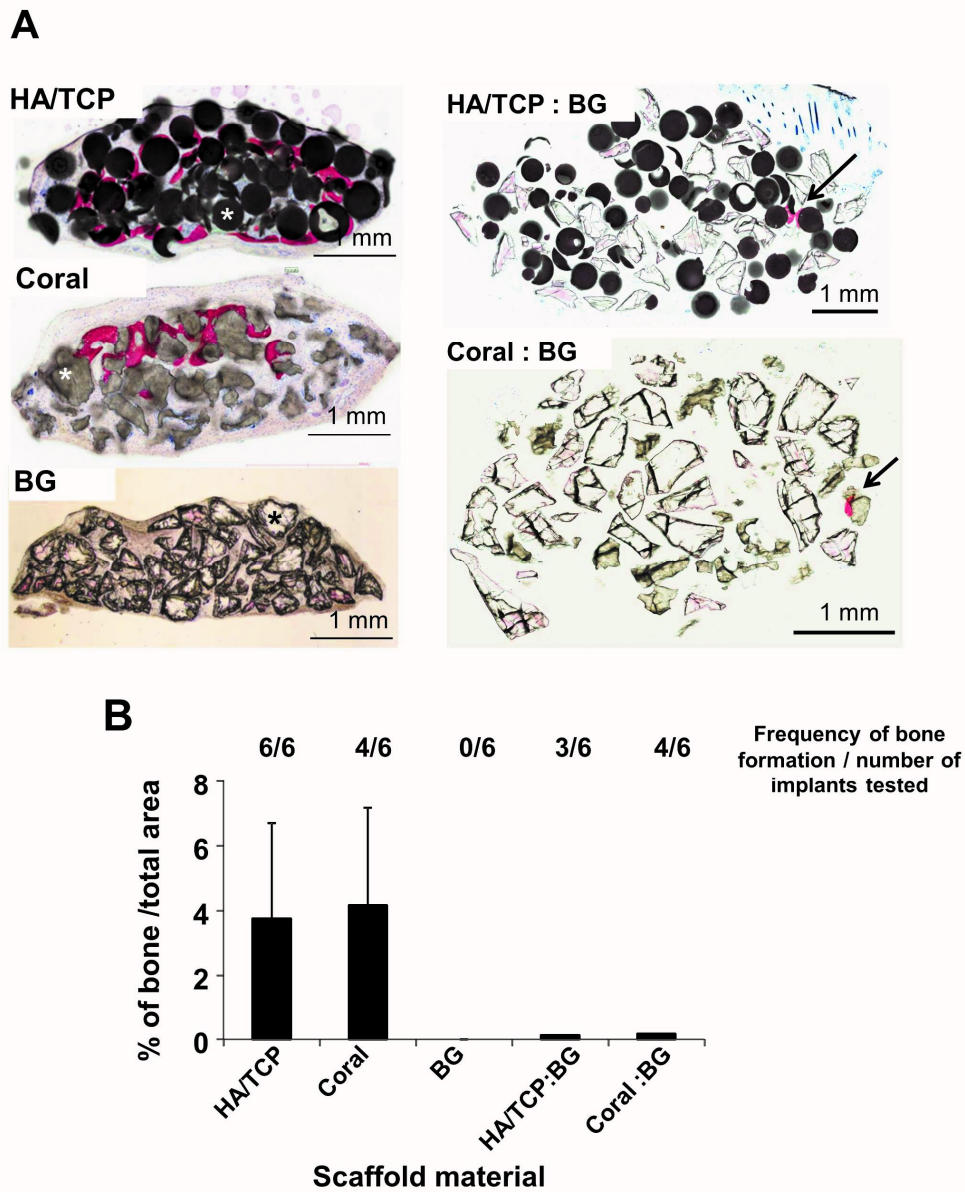 A
HA/TCP
*
1 mm
Coral
*
1 mm
BG
*
1 mm
HA/TCP : BG
1 mm
Coral : BG
1 mm
B
6/6 4/6 0/6 3/6 4/6
Frequency of bone
formation / number of
implants tested
% of bone /total area
8
6
4
2
0
HA/TCP
Coral
BG
HA/TCP:BG
Coral :BG
Scaffold material